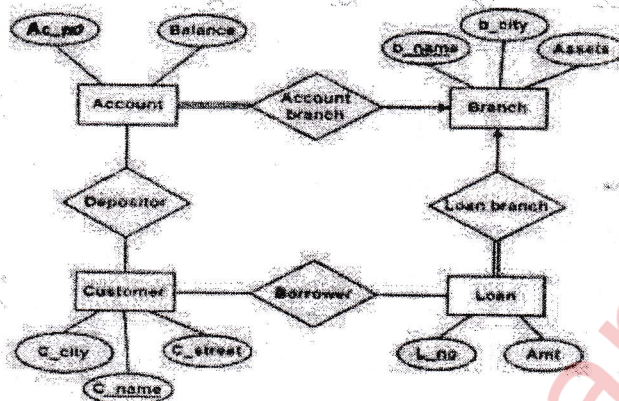 Ac_no
Balance
b_name
b_city
Assets
Account
Account
branch
Branch
Depositor
Loan branch
Customer
Borrower
Loan
C_city
C_name
C_street
L_no
Amt